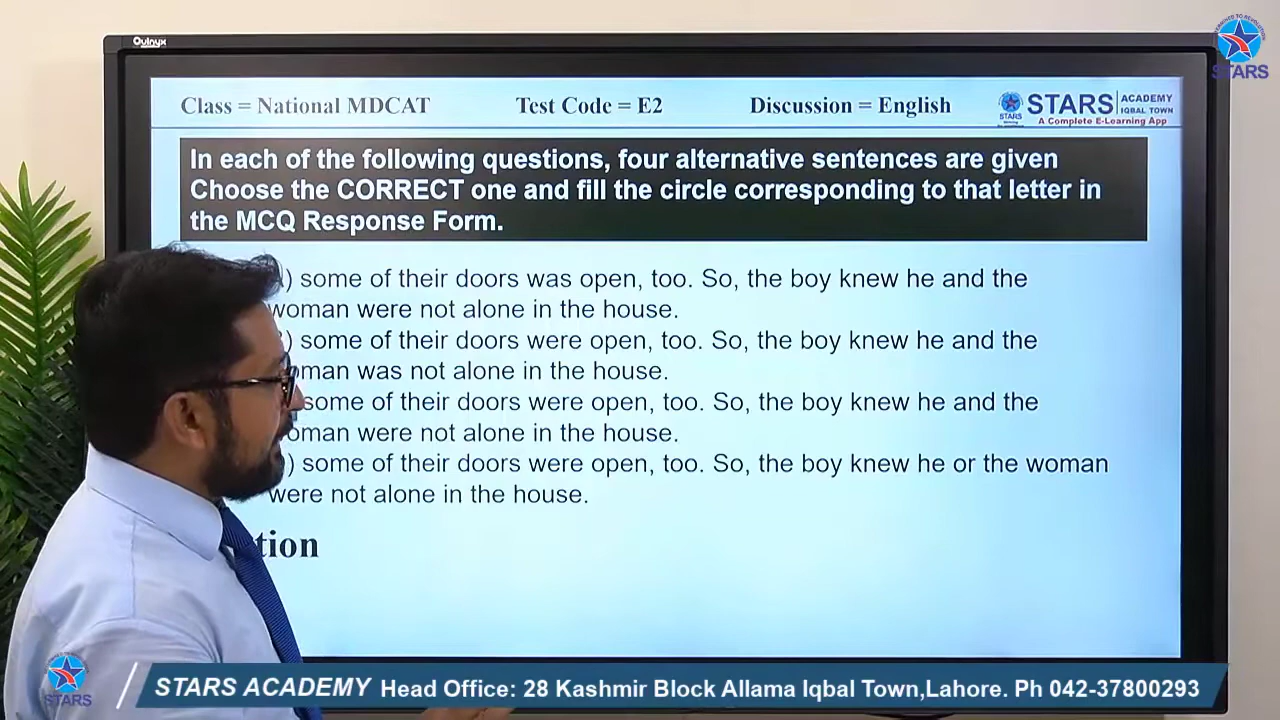 Qulnyx
STARS
Class = National MDCAT
Test Code = E2
Discussion = English
STARS
STARS
ACADEMY
IQBAL TOWN
A Complete E-Learning App
In each of the following questions, four alternative sentences are given
Choose the CORRECT one and fill the circle corresponding to that letter in
the MCQ Response Form.
) some of their doors was open, too. So, the boy knew he and the
woman were not alone in the house.
) some of their doors were open, too. So, the boy knew he and the
oman was not alone in the house.
some of their doors were open, too. So, the boy knew he and the
oman were not alone in the house.
) some of their doors were open, too. So, the boy knew he or the woman
were not alone in the house.
tion
STARS
STARS ACADEMY Head Office: 28 Kashmir Block Allama Iqbal Town,Lahore. Ph 042-37800293